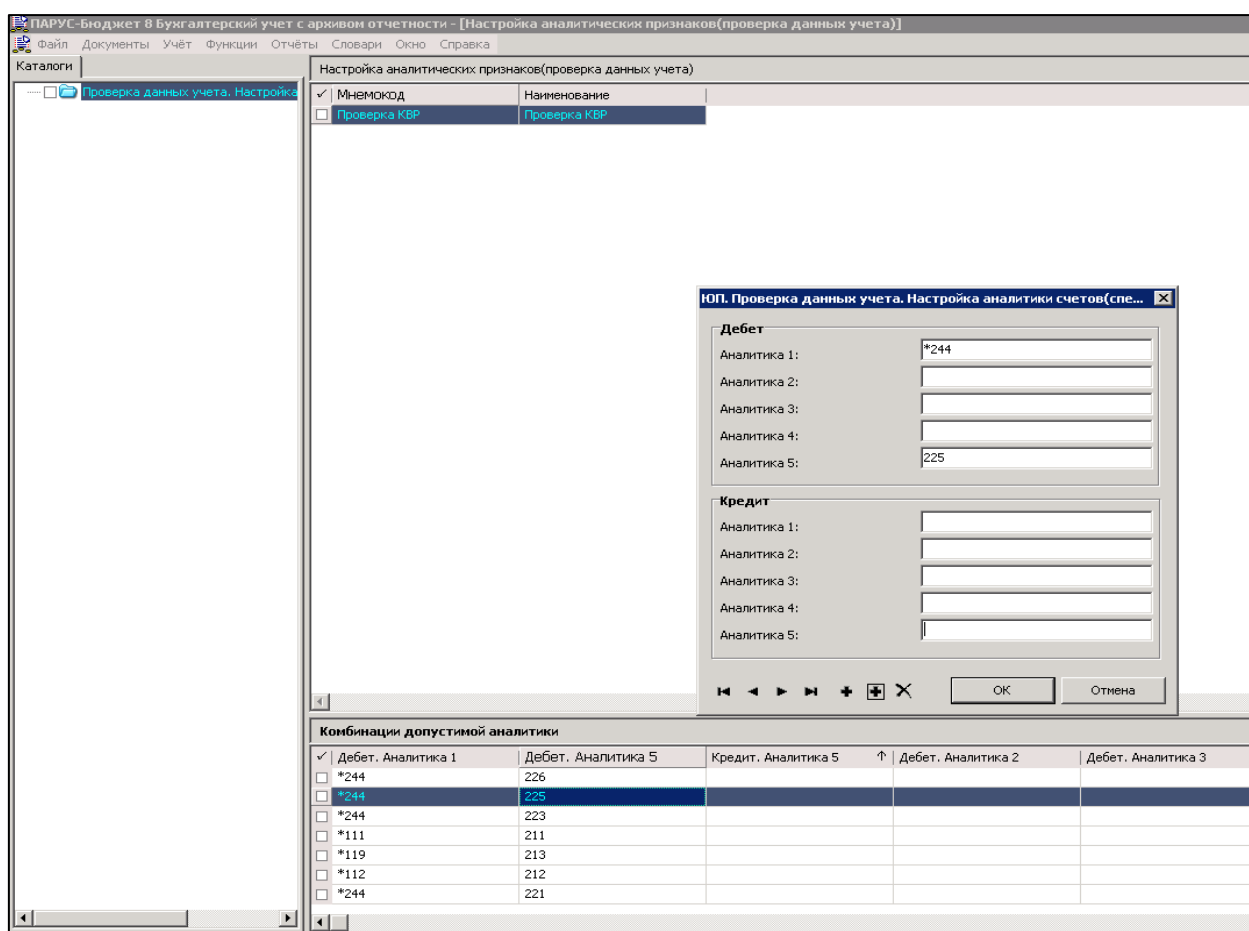 ПАРУС-Бюджет 8 Бухгалтерский учет с архивом отчетности - [Настройка аналитических признаков(проверка данных учета)]
Файл Документы Учёт Функции Отчёты Словари Окно Справка
Каталоги
Настройка аналитических признаков(проверка данных учета)
Проверка данных учета. Настройка
Мнемокод Наименование
Проверка КВР Проверка КВР
ЮП. Проверка данных учета. Настройка аналитики счетов(спе...
Дебет
Аналитика 1: *244
Аналитика 2:
Аналитика 3:
Аналитика 4:
Аналитика 5: 225
Кредит
Аналитика 1:
Аналитика 2:
Аналитика 3:
Аналитика 4:
Аналитика 5:
OK Отмена
Комбинации допустимой аналитики
Дебет. Аналитика 1 Дебет. Аналитика 5 Кредит. Аналитика 5 Дебет. Аналитика 2 Дебет. Аналитика 3
*244 226
*244 225
*244 223
*111 211
*119 213
*112 212
*244 221